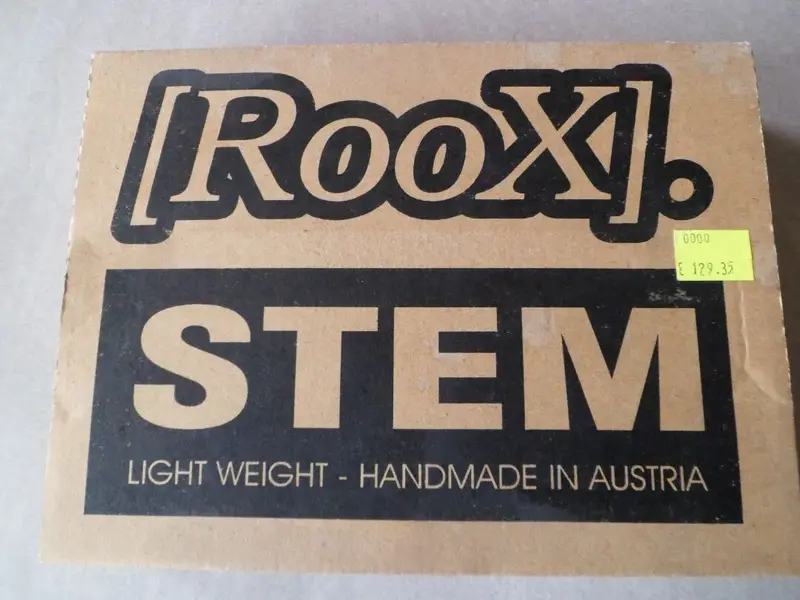 [RooX].
0000
£ 129.35
STEM
LIGHT WEIGHT - HANDMADE IN AUSTRIA